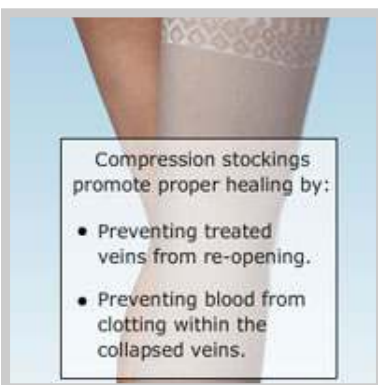 Compression stockings
promote proper healing by:
• Preventing treated
veins from re-opening.
• Preventing blood from
clotting within the
collapsed veins.